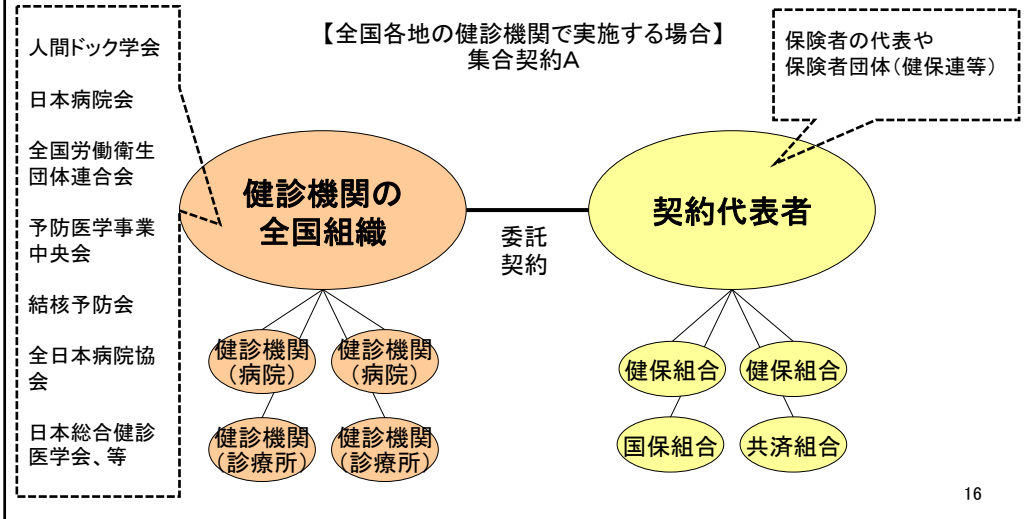 人間ドック学会
日本病院会
全国労働衛生
団体連合会
予防医学事業
中央会
結核予防会
全日本病院協
会
日本総合健診
医学会、等
【全国各地の健診機関で実施する場合】
集合契約A
保険者の代表や
保険者団体(健保連等)
健診機関の
全国組織
委託
契約
契約代表者
健診機関
(病院)
健診機関
(病院)
健診機関
(診療所)
健診機関
(診療所)
健保組合
健保組合
国保組合
共済組合
16